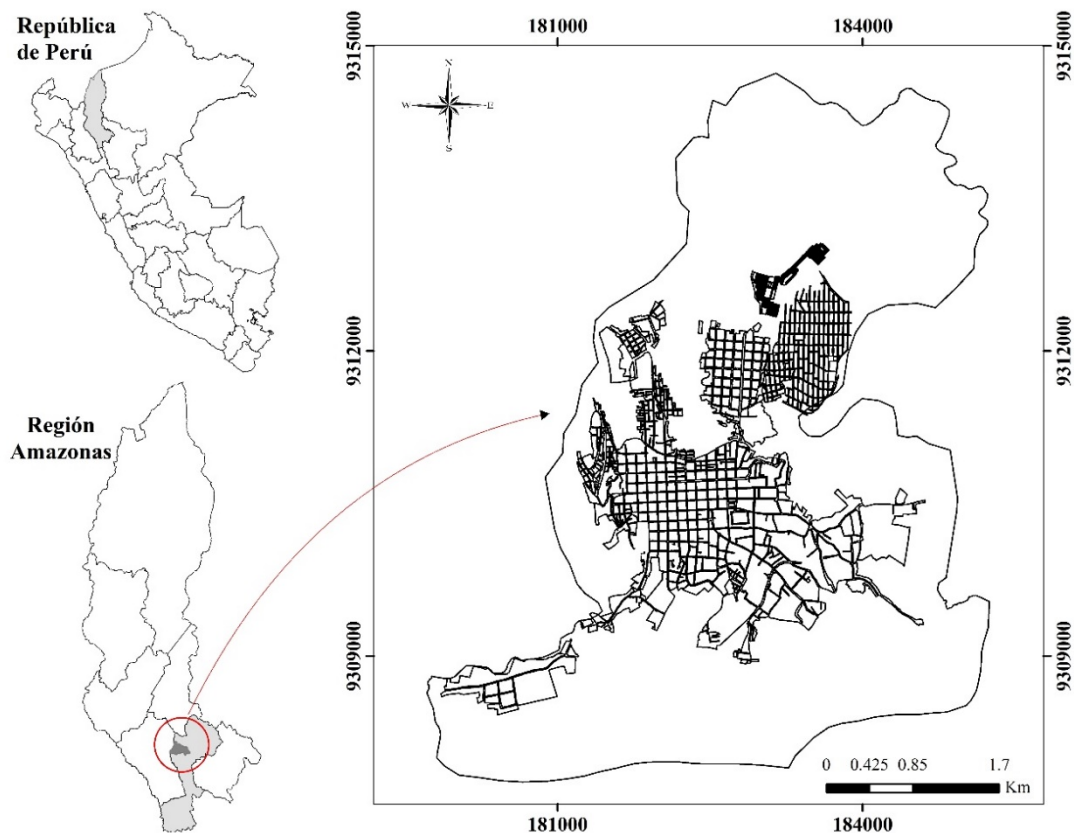 República
de Perú
Región
Amazonas
181000 184000
9315000 9315000
N
W E
S
9312000 9312000
9309000 9309000
0 0.425 0.85 1.7
Km
181000 184000